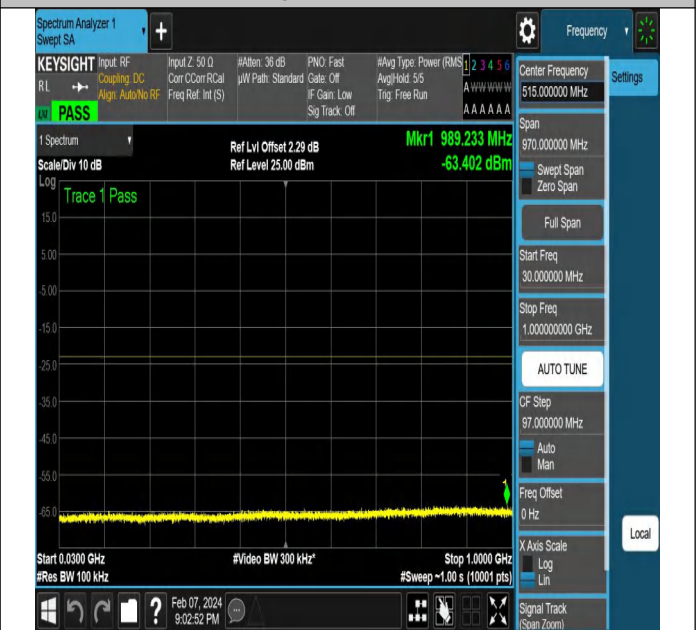 Spectrum Analyzer 1
Swept SA
Frequency
KEYSIGHT
RL
PASS
Input: RF
Coupling: DC
Align: Auto/No RF
Input Z: 50 Ω
Corr CCorr RCal
Freq Ref: Int (S)
#Atten: 36 dB
µW Path: Standard
PNO: Fast
Gate: Off
IF Gain: Low
Sig Track: Off
#Avg Type: Power (RMS
Avg|Hold: 5/5
Trig: Free Run
1 2 3 4 5 6
A W W W W W
A A A A A A
1 Spectrum
Scale/Div 10 dB
Ref Lvl Offset 2.29 dB
Ref Level 25.00 dBm
Mkr1 989.233 MHz
-63.402 dBm
Log
Trace 1 Pass
15.0
5.00
-5.00
-15.0
-25.0
-35.0
-45.0
-55.0
-65.0
1
Start 0.0300 GHz
#Res BW 100 kHz
#Video BW 300 kHz*
Stop 1.0000 GHz
#Sweep ~1.00 s (10001 pts)
Center Frequency
515.000000 MHz
Settings
Span
970.000000 MHz
Swept Span
Zero Span
Full Span
Start Freq
30.000000 MHz
Stop Freq
1.000000000 GHz
AUTO TUNE
CF Step
97.000000 MHz
Auto
Man
Freq Offset
0 Hz
X Axis Scale
Log
Lin
Local
Signal Track
(Span Zoom)
?
Feb 07, 2024
9:02:52 PM